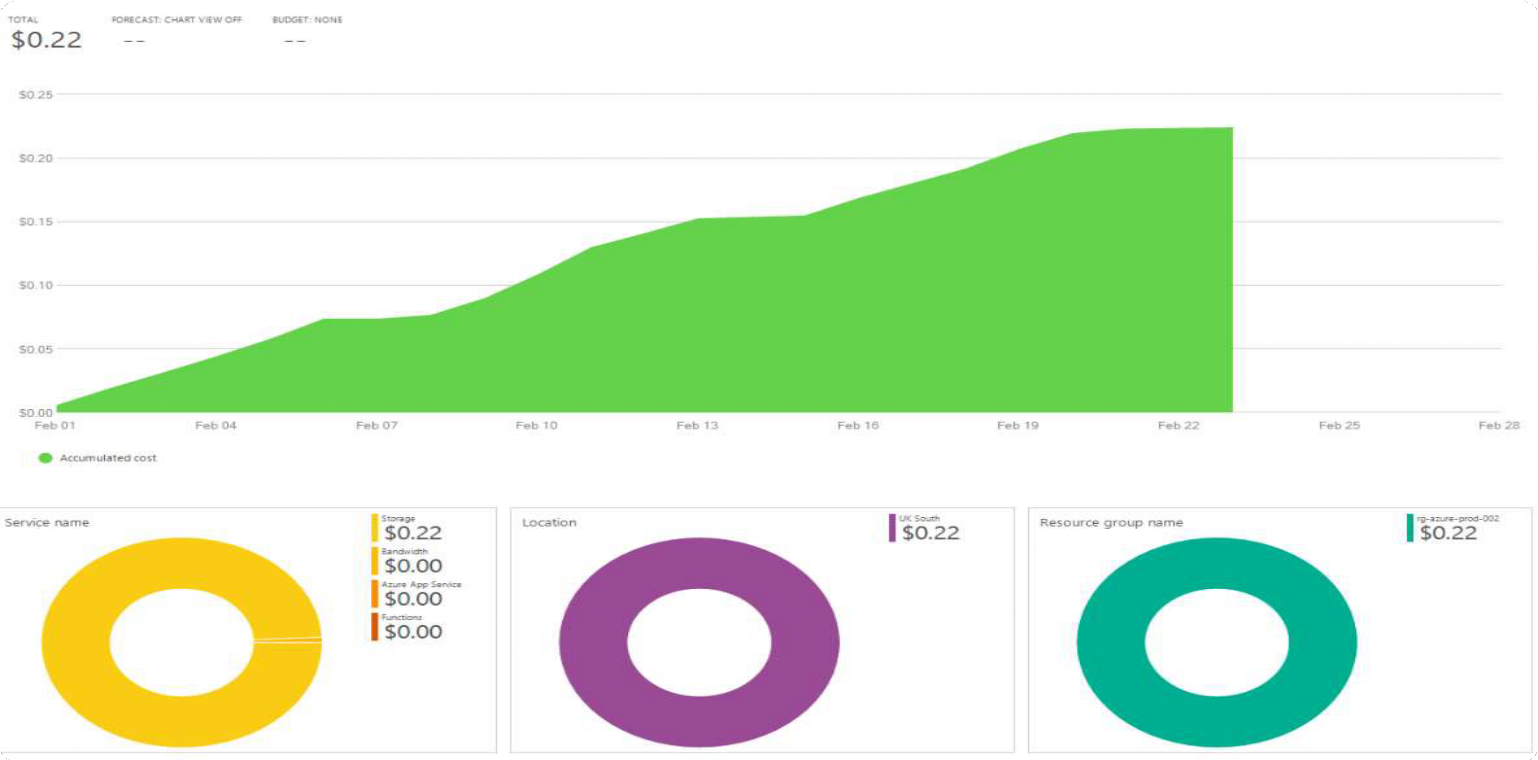 TOTAL FORECAST: CHART VIEW OFF BUDGET: NONE
$0.22 -- --
$0.25
$0.20
$0.15
$0.10
$0.05
$0.00
Feb 01 Feb 04 Feb 07 Feb 10 Feb 13 Feb 16 Feb 19 Feb 22 Feb 25 Feb 28
Accumulated cost
Service name
Storage
$0.22
Bandwidth
$0.00
Azure App Service
$0.00
Functions
$0.00
Location
UK South
$0.22
Resource group name
rg-azure-prod-002
$0.22